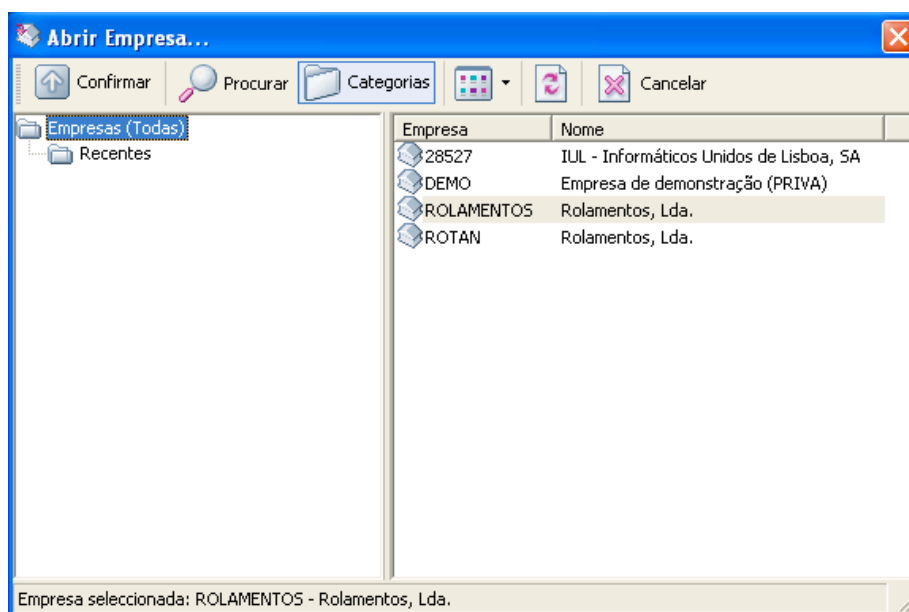 Abrir Empresa...
Confirmar Procurar Categorias Cancelar
Empresas (Todas)
Recentes
Empresa Nome
28527 IUL - Informáticos Unidos de Lisboa, SA
DEMO Empresa de demonstração (PRIVA)
ROLAMENTOS Rolamentos, Lda.
ROTAN Rolamentos, Lda.
Empresa seleccionada: ROLAMENTOS - Rolamentos, Lda.